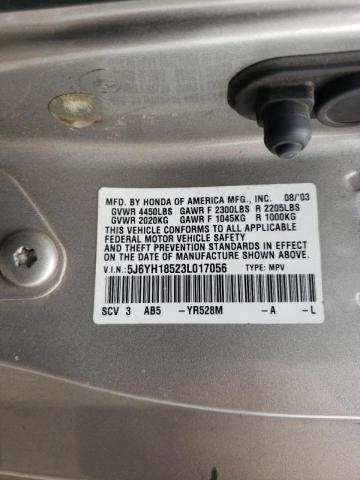 MFD. BY HONDA OF AMERICA MFG., INC. 08/'03
GVWR 4450LBS GAWR F 2300LBS R 2205LBS
GVWR 2020KG GAWR F 1045KG R 1000KG
THIS VEHICLE CONFORMS TO ALL APPLICABLE
FEDERAL MOTOR VEHICLE SAFETY
AND THEFT PREVENTION STANDARDS IN EFFECT
ON THE DATE OF MANUFACTURE SHOWN ABOVE.
V.I.N.: 5J6YH18523L017056 TYPE: MPV
SCV 3 AB5 -YR528M -A -L